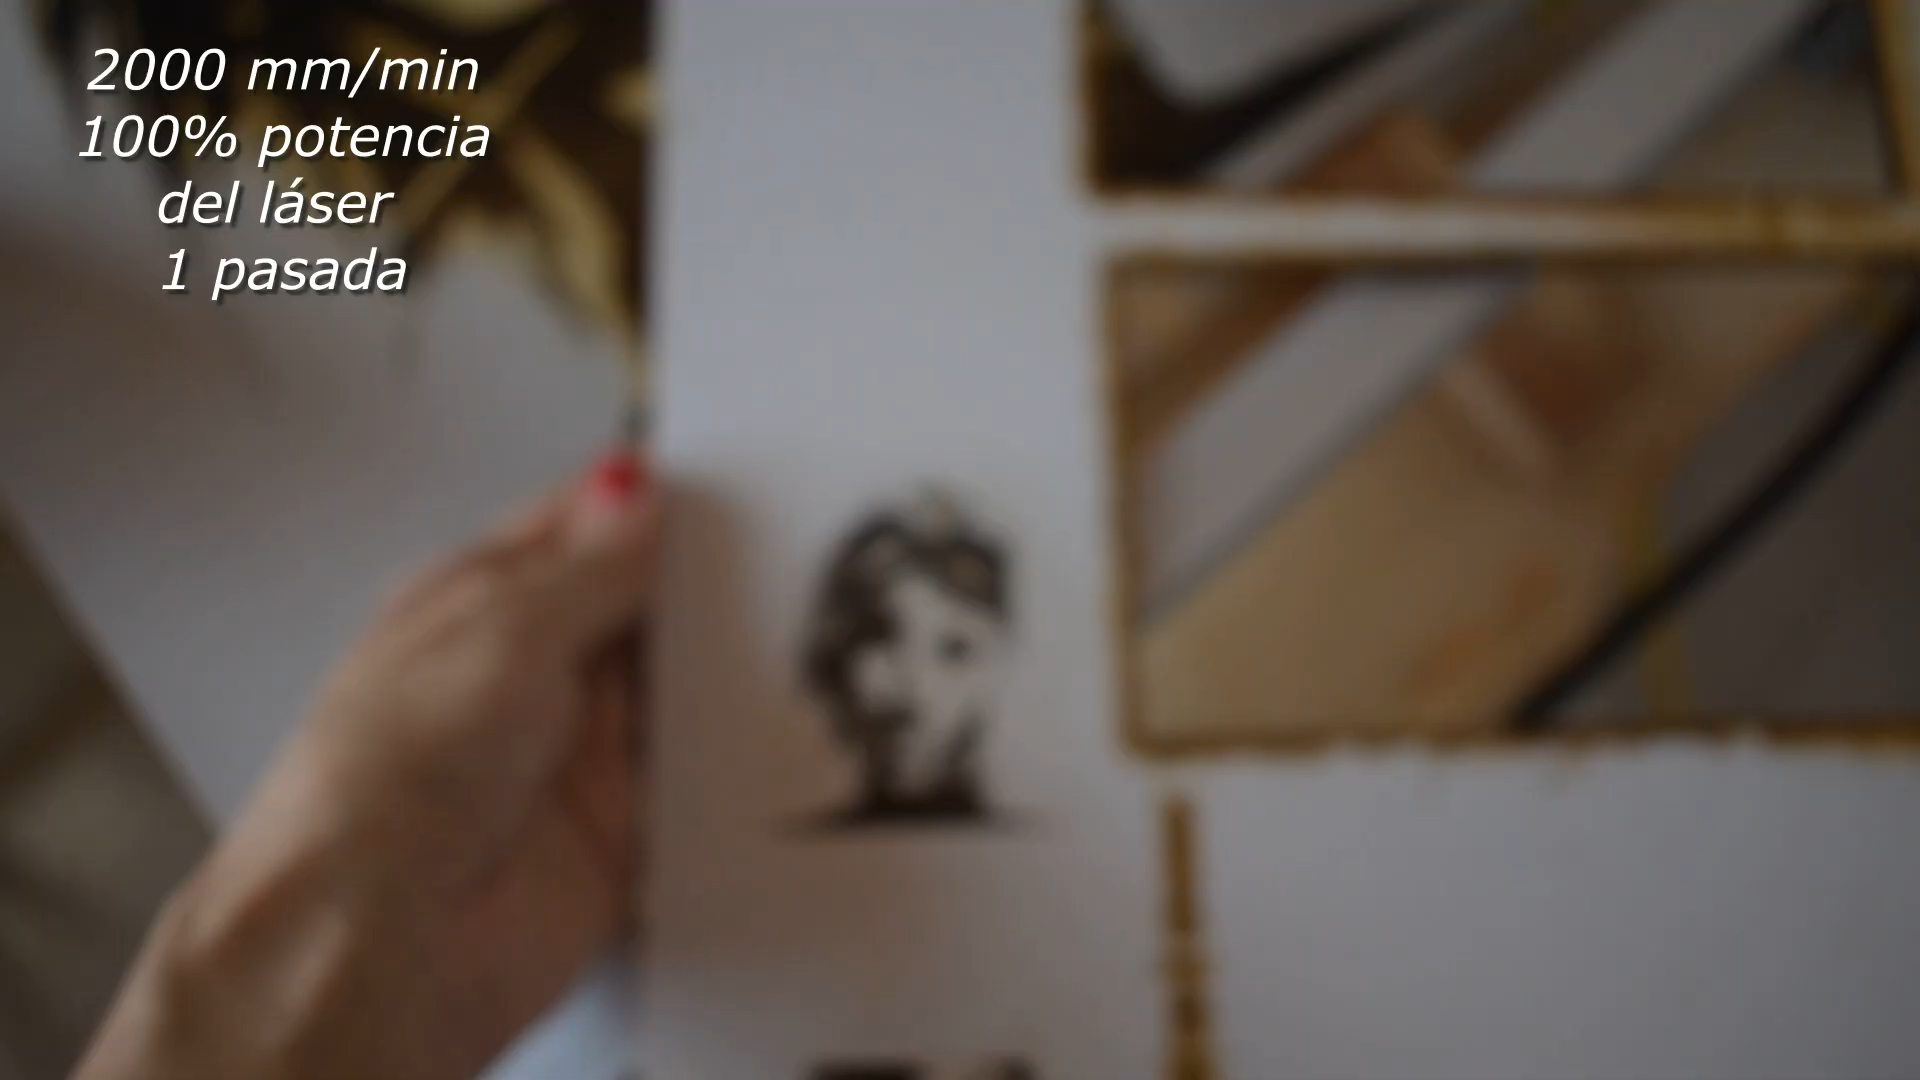 2000 mm/min
100% potencia
del láser
1 pasada